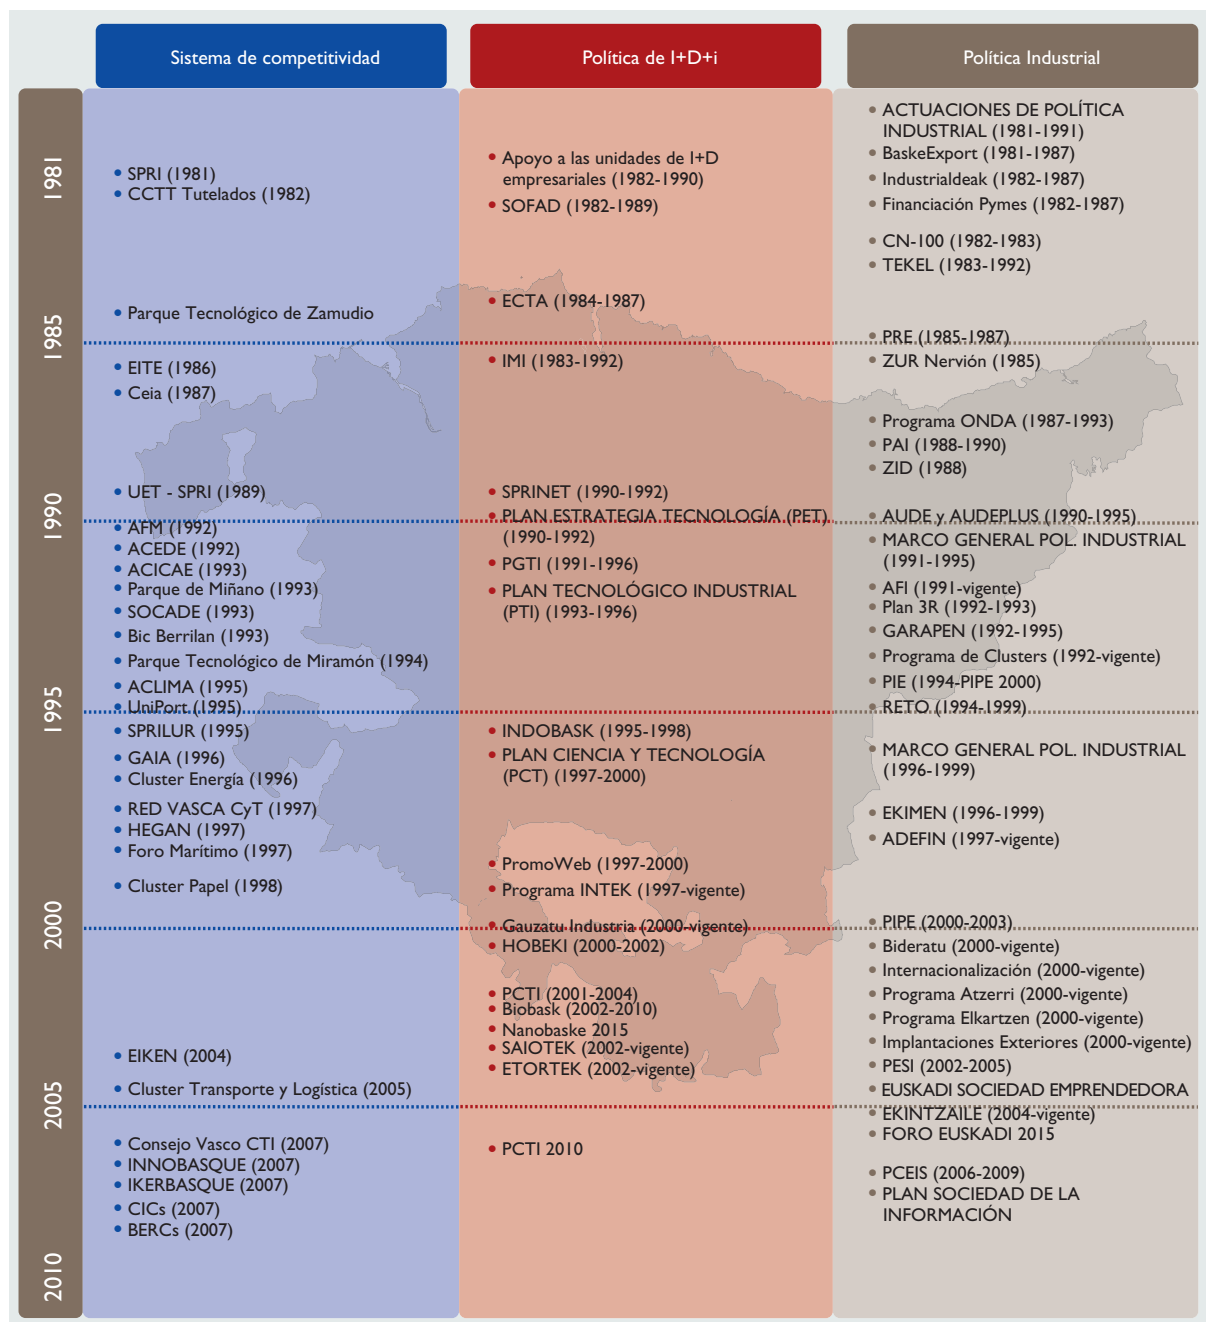 Sistema de competitividad
Política de I+D+i
Política Industrial
1981
1985
1990
1995
2000
2005
2010
• SPRI (1981)
• CCTT Tutelados (1982)
• Parque Tecnológico de Zamudio
• EITE (1986)
• Ceia (1987)
• UET - SPRI (1989)
• AFM (1992)
• ACEDE (1992)
• ACICAE (1993)
• Parque de Miñano (1993)
• SOCADE (1993)
• Bic Berrilan (1993)
• Parque Tecnológico de Miramón (1994)
• ACLIMA (1995)
• UniPort (1995)
• SPRILUR (1995)
• GAIA (1996)
• Cluster Energía (1996)
• RED VASCA CyT (1997)
• HEGAN (1997)
• Foro Marítimo (1997)
• Cluster Papel (1998)
• EIKEN (2004)
• Cluster Transporte y Logística (2005)
• Consejo Vasco CTI (2007)
• INNOBASQUE (2007)
• IKERBASQUE (2007)
• CICs (2007)
• BERCs (2007)
• Apoyo a las unidades de I+D
empresariales (1982-1990)
• SOFAD (1982-1989)
• ECTA (1984-1987)
• IMI (1983-1992)
• SPRINET (1990-1992)
• PLAN ESTRATEGIA TECNOLOGÍA (PET)
(1990-1992)
• PGTI (1991-1996)
• PLAN TECNOLÓGICO INDUSTRIAL
(PTI) (1993-1996)
• INDOBASK (1995-1998)
• PLAN CIENCIA Y TECNOLOGÍA
(PCT) (1997-2000)
• PromoWeb (1997-2000)
• Programa INTEK (1997-vigente)
• Gauzatu Industria (2000-vigente)
• HOBEKI (2000-2002)
• PCTI (2001-2004)
• Biobask (2002-2010)
• Nanobaske 2015
• SAIOTEK (2002-vigente)
• ETORTEK (2002-vigente)
• PCTI 2010
• ACTUACIONES DE POLÍTICA
INDUSTRIAL (1981-1991)
• BaskeExport (1981-1987)
• Industrialdeak (1982-1987)
• Financiación Pymes (1982-1987)
• CN-100 (1982-1983)
• TEKEL (1983-1992)
• PRE (1985-1987)
• ZUR Nervión (1985)
• Programa ONDA (1987-1993)
• PAI (1988-1990)
• ZID (1988)
• AUDE y AUDEPLUS (1990-1995)
• MARCO GENERAL POL. INDUSTRIAL
(1991-1995)
• AFI (1991-vigente)
• Plan 3R (1992-1993)
• GARAPEN (1992-1995)
• Programa de Clusters (1992-vigente)
• PIE (1994-PIPE 2000)
• RETO (1994-1999)
• MARCO GENERAL POL. INDUSTRIAL
(1996-1999)
• EKIMEN (1996-1999)
• ADEFIN (1997-vigente)
• PIPE (2000-2003)
• Bideratu (2000-vigente)
• Internacionalización (2000-vigente)
• Programa Atzerri (2000-vigente)
• Programa Elkartzen (2000-vigente)
• Implantaciones Exteriores (2000-vigente)
• PESI (2002-2005)
• EUSKADI SOCIEDAD EMPRENDEDORA
• EKINTZAILE (2004-vigente)
• FORO EUSKADI 2015
• PCEIS (2006-2009)
• PLAN SOCIEDAD DE LA
INFORMACIÓN